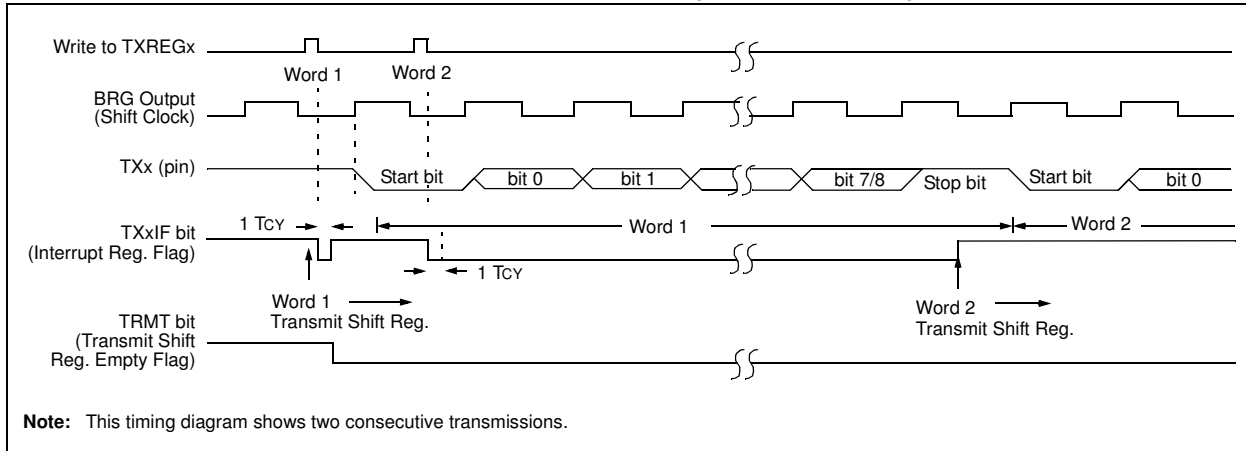 Write to TXREGx
Word 1
Word 2
BRG Output
(Shift Clock)
TXx (pin)
Start bit
bit 0
bit 1
bit 7/8
Stop bit
Start bit
bit 0
1 TCY
Word 1
Word 2
TXxIF bit
(Interrupt Reg. Flag)
1 TCY
Word 1
Transmit Shift Reg.
Word 2
Transmit Shift Reg.
TRMT bit
(Transmit Shift
Reg. Empty Flag)
Note: This timing diagram shows two consecutive transmissions.